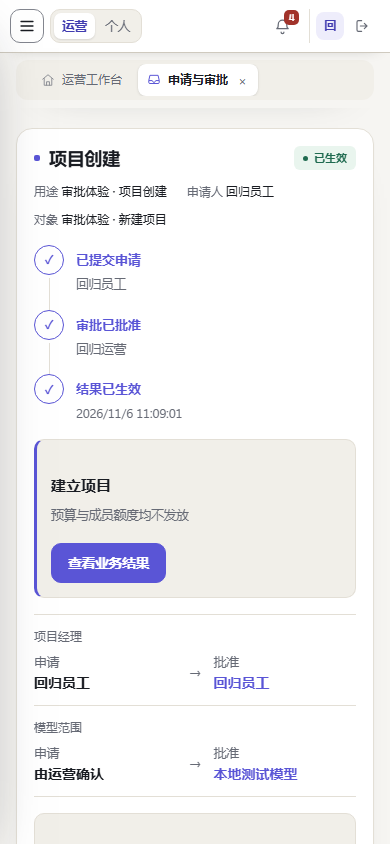 运营 个人 4 回
运营工作台 申请与审批 ×
项目创建 已生效
用途 审批体验 · 项目创建 申请人 回归员工
对象 审批体验 · 新建项目
✓ 已提交申请
回归员工
✓ 审批已批准
回归运营
✓ 结果已生效
2026/11/6 11:09:01
建立项目
预算与成员额度均不发放
查看业务结果
项目经理
申请 批准
回归员工 → 回归员工
模型范围
申请 批准
由运营确认 → 本地测试模型